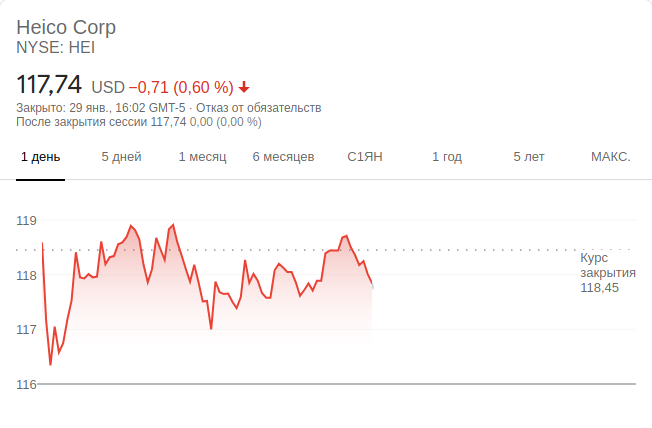 Heico Corp
NYSE: HEI
117,74 USD −0,71 (0,60 %)
Закрыто: 29 янв., 16:02 GMT-5 · Отказ от обязательств
После закрытия сессии 117,74 0,00 (0,00 %)
1 день 5 дней 1 месяц 6 месяцев С1ЯН 1 год 5 лет МАКС.
119
118
117
116
Курс
закрытия
118,45